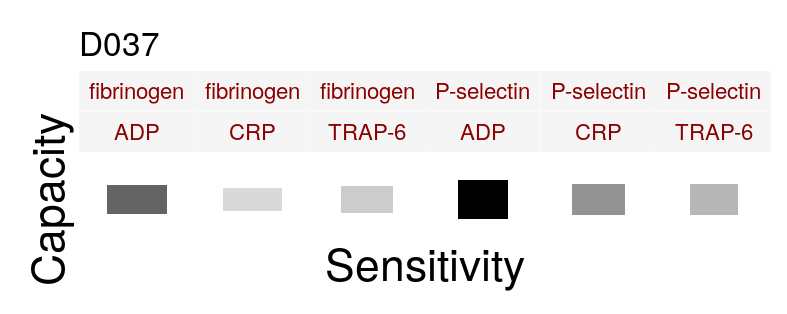 D037
fibrinogen fibrinogen fibrinogen P-selectin P-selectin P-selectin
ADP CRP TRAP-6 ADP CRP TRAP-6
Capacity
Sensitivity